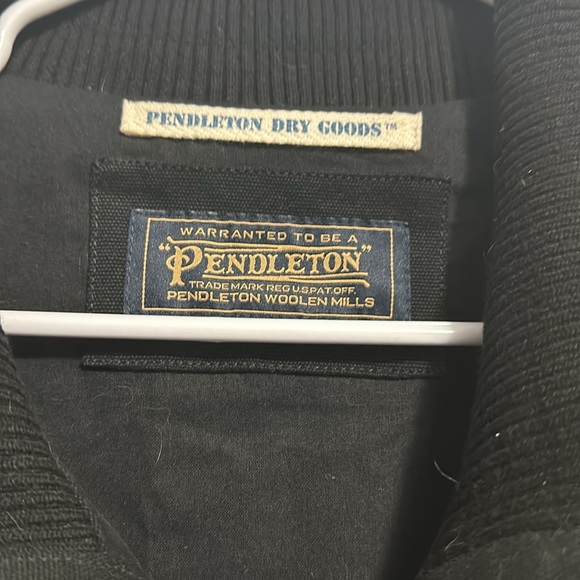 PENDLETON DRY GOODS™
WARRANTED TO BE A
"PENDLETON"
TRADE MARK REG U.S.PAT.OFF.
PENDLETON WOOLEN MILLS